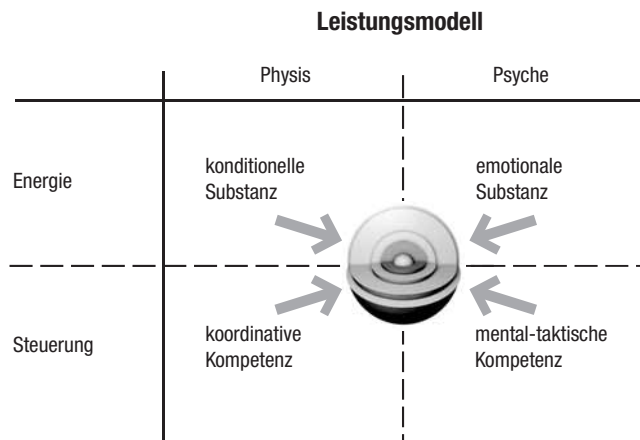 Leistungsmodell
Physis
Psyche
Energie
konditionelle
Substanz
emotionale
Substanz
Steuerung
koordinative
Kompetenz
mental-taktische
Kompetenz